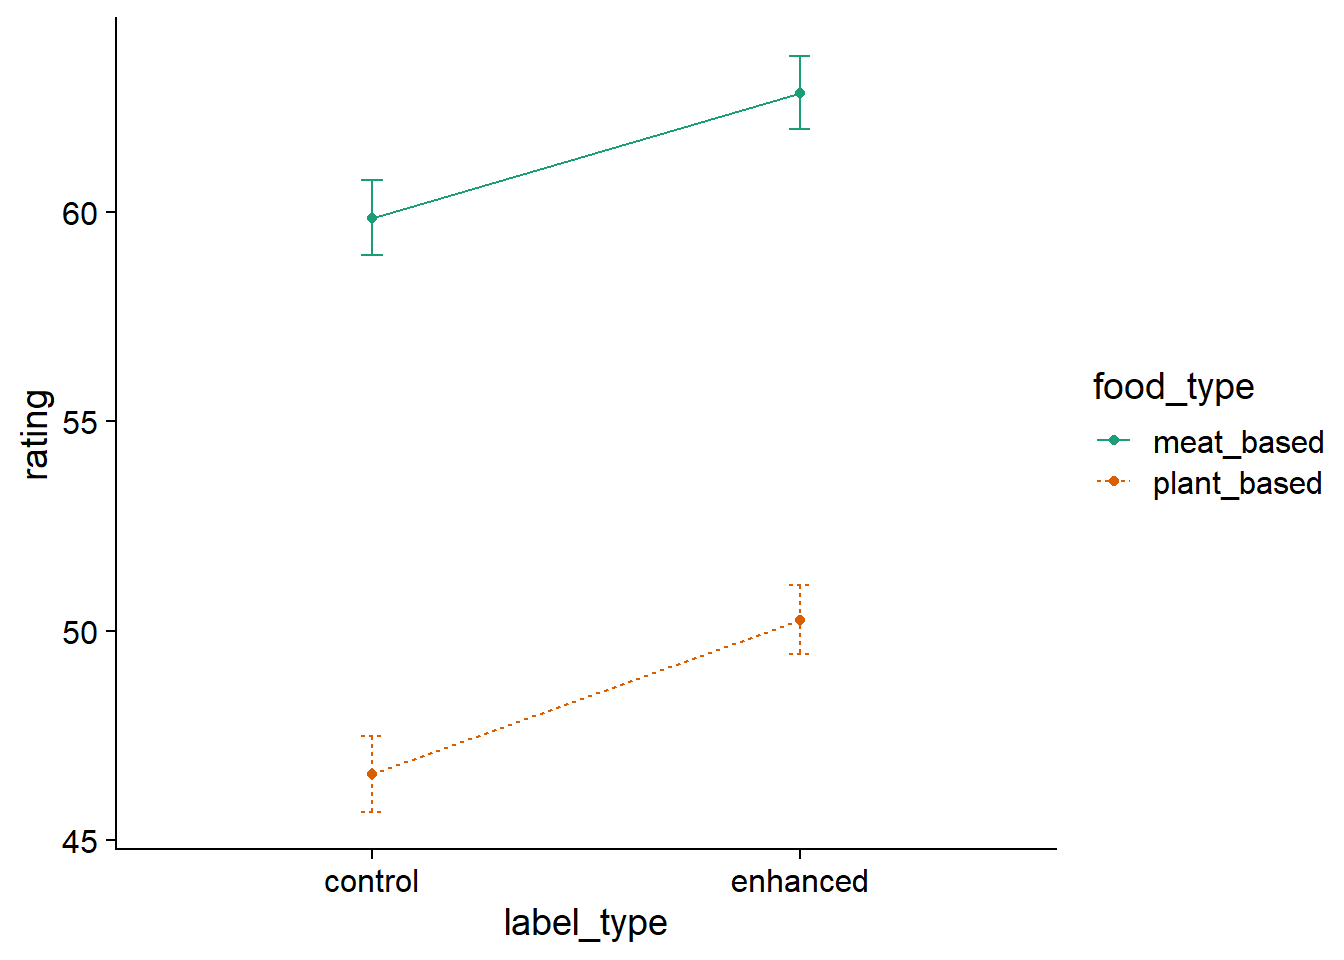 60
55
50
45
rating
control
enhanced
label_type
food_type
meat_based
plant_based